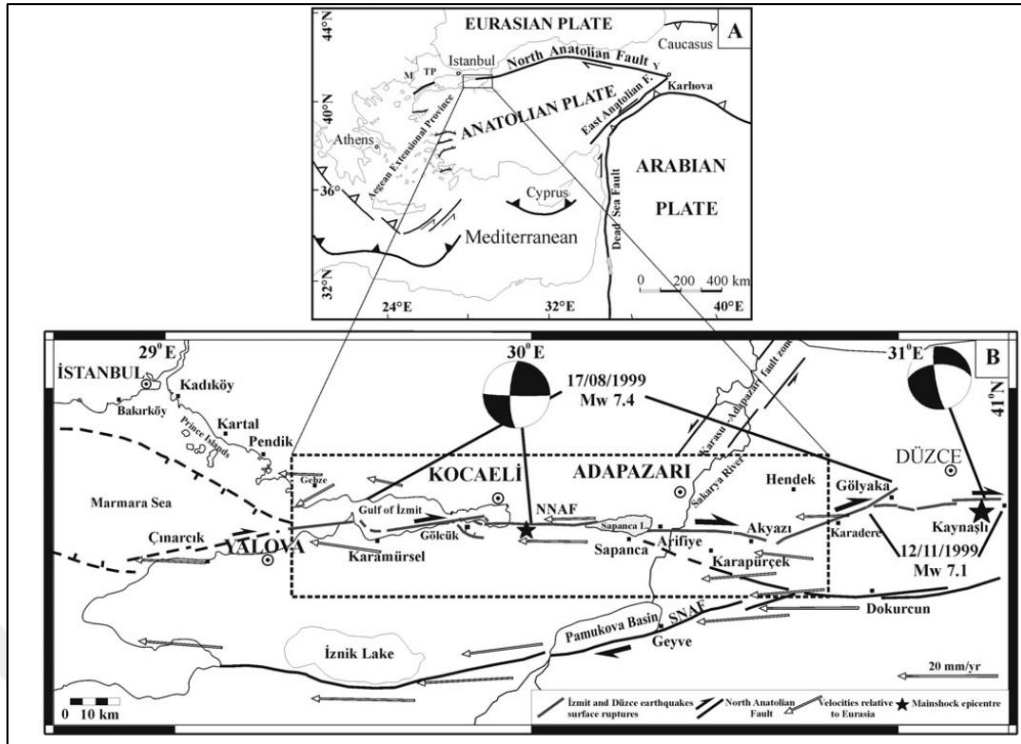 A
EURASIAN PLATE
Caucasus
Istanbul
North Anatolian Fault
Y
M
TP
Karlıova
East Anatolian F.
ANATOLIAN PLATE
Aegean Extensional Province
Athens
ARABIAN
PLATE
Cyprus
Dead Sea Fault
Mediterranean
0 200 400 km
44°N
40°N
36°
32°N
24°E
32°E
40°E
B
29⁰E
30⁰E
31⁰E
41⁰N
İSTANBUL
Kadıköy
Bakırköy
Kartal
Prince Islands
Pendik
17/08/1999
Mw 7.4
Karasu-Adapazarı Fault zone
Sakarya River
DÜZCE
KOCAELİ
ADAPAZARI
Hendek
Gölyaka
Gebze
Marmara Sea
Gulf of İzmit
NNAF
Gölcük
Sapanca L.
Kaynaşlı
Çınarcık
YALOVA
Karamürsel
Sapanca
Arifiye
Akyazı
Karadere
12/11/1999
Mw 7.1
Karapürçek
Dokurcun
Pamukova Basin
SNAF
Geyve
İznik Lake
20 mm/yr
0 10 km
İzmit and Düzce earthquakes
surface ruptures
North Anatolian
Fault
Velocities relative
to Eurasia
Mainshock epicentre